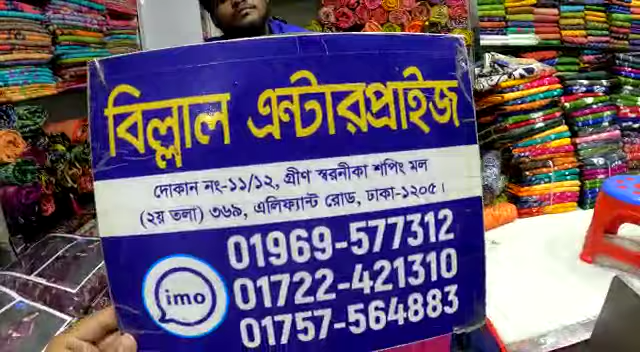 বিল্লাল এন্টারপ্রাইজ
দোকান নং-১১/১২, গ্রীণ স্বরনীকা শপিং মল
(২য় তলা) ৩৬৯, এলিফ্যান্ট রোড, ঢাকা-১২০৫।
01969-577312
imo
01722-421310
01757-564883